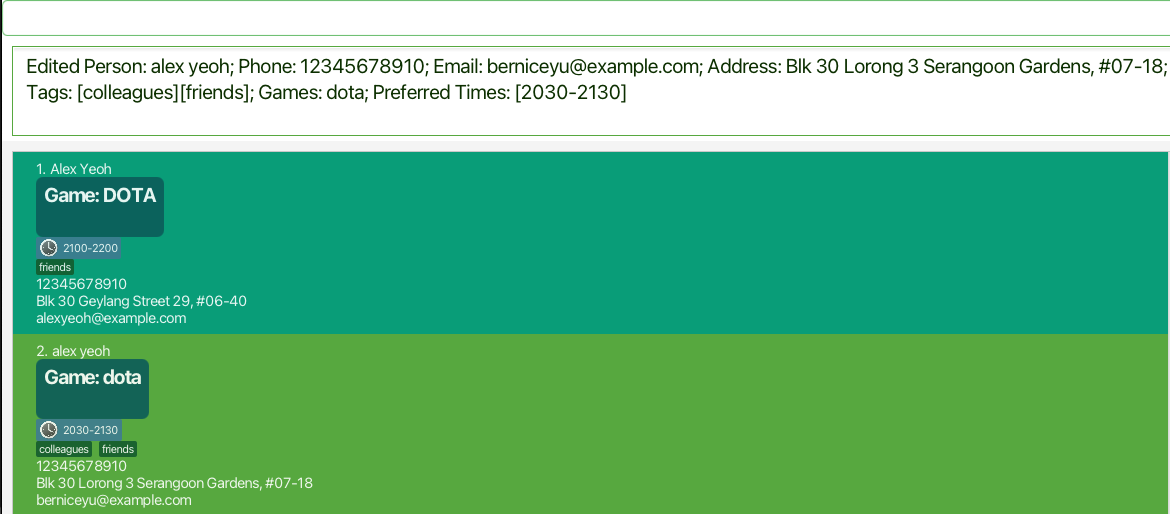 Edited Person: alex yeoh; Phone: 12345678910; Email: berniceyu@example.com; Address: Blk 30 Lorong 3 Serangoon Gardens, #07-18;
Tags: [colleagues][friends]; Games: dota; Preferred Times: [2030-2130]
1. Alex Yeoh
Game: DOTA
2100-2200
friends
12345678910
Blk 30 Geylang Street 29, #06-40
alexyeoh@example.com
2. alex yeoh
Game: dota
2030-2130
colleagues friends
12345678910
Blk 30 Lorong 3 Serangoon Gardens, #07-18
berniceyu@example.com